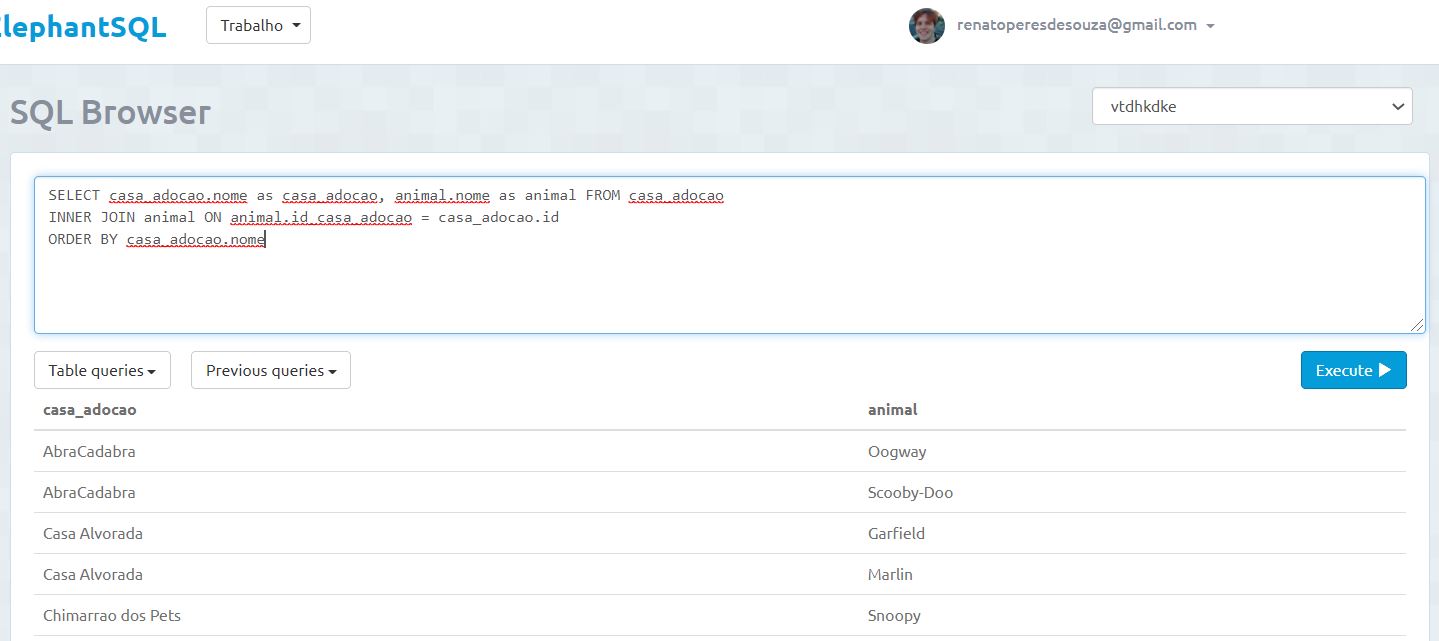 lephantSQL
Trabalho
renatoperesdesouza@gmail.com
SQL Browser
vtdhkdke
SELECT casa_adocao.nome as casa_adocao, animal.nome as animal FROM casa_adocao
INNER JOIN animal ON animal.id_casa_adocao = casa_adocao.id
ORDER BY casa_adocao.nome
Table queries
Previous queries
Execute
casa_adocao animal
AbraCadabra Oogway
AbraCadabra Scooby-Doo
Casa Alvorada Garfield
Casa Alvorada Marlin
Chimarrao dos Pets Snoopy